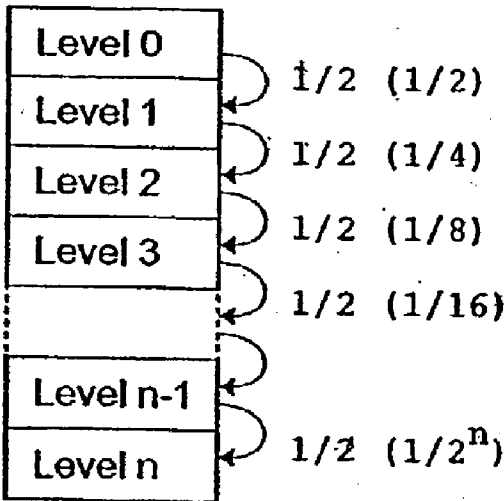 Level 0
1/2 (1/2)
Level 1
1/2 (1/4)
Level 2
1/2 (1/8)
Level 3
1/2 (1/16)
Level n-1
1/2 (1/2ⁿ)
Level n